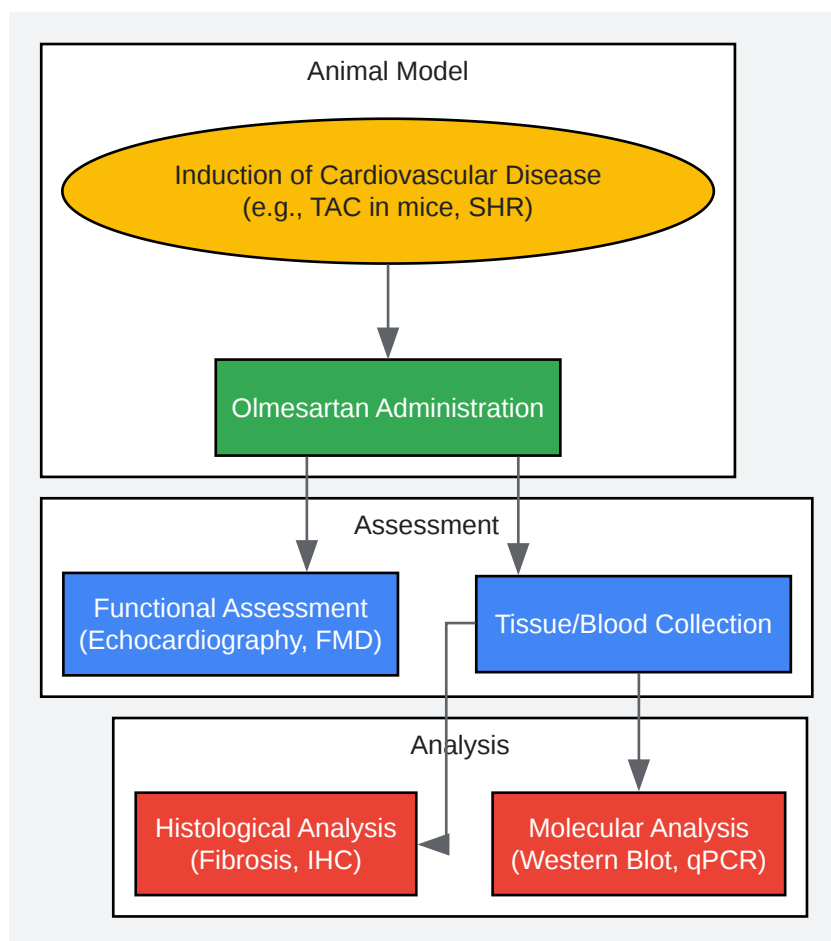 Animal Model
Induction of Cardiovascular Disease
(e.g., TAC in mice, SHR)
Olmesartan Administration
Assessment
Functional Assessment
(Echocardiography, FMD)
Tissue/Blood Collection
Analysis
Histological Analysis
(Fibrosis, IHC)
Molecular Analysis
(Western Blot, qPCR)